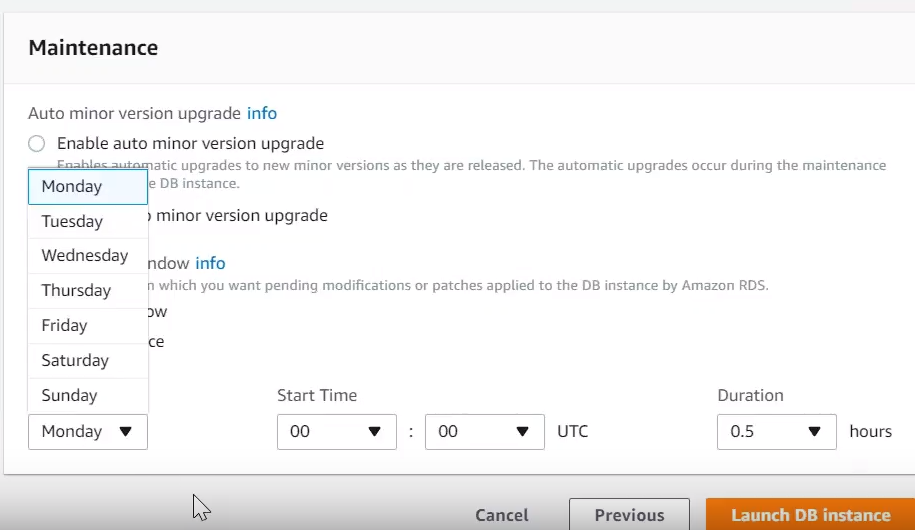 Maintenance
Auto minor version upgrade info
Enable auto minor version upgrade
Enables automatic upgrades to new minor versions as they are released. The automatic upgrades occur during the maintenance
e DB instance.
Monday
Tuesday
minor version upgrade
Wednesday
ndow info
Thursday
n which you want pending modifications or patches applied to the DB instance by Amazon RDS.
ow
Friday
ce
Saturday
Sunday
Start Time
Duration
Monday
00 : 00 UTC
0.5 hours
Cancel
Previous
Launch DB instance